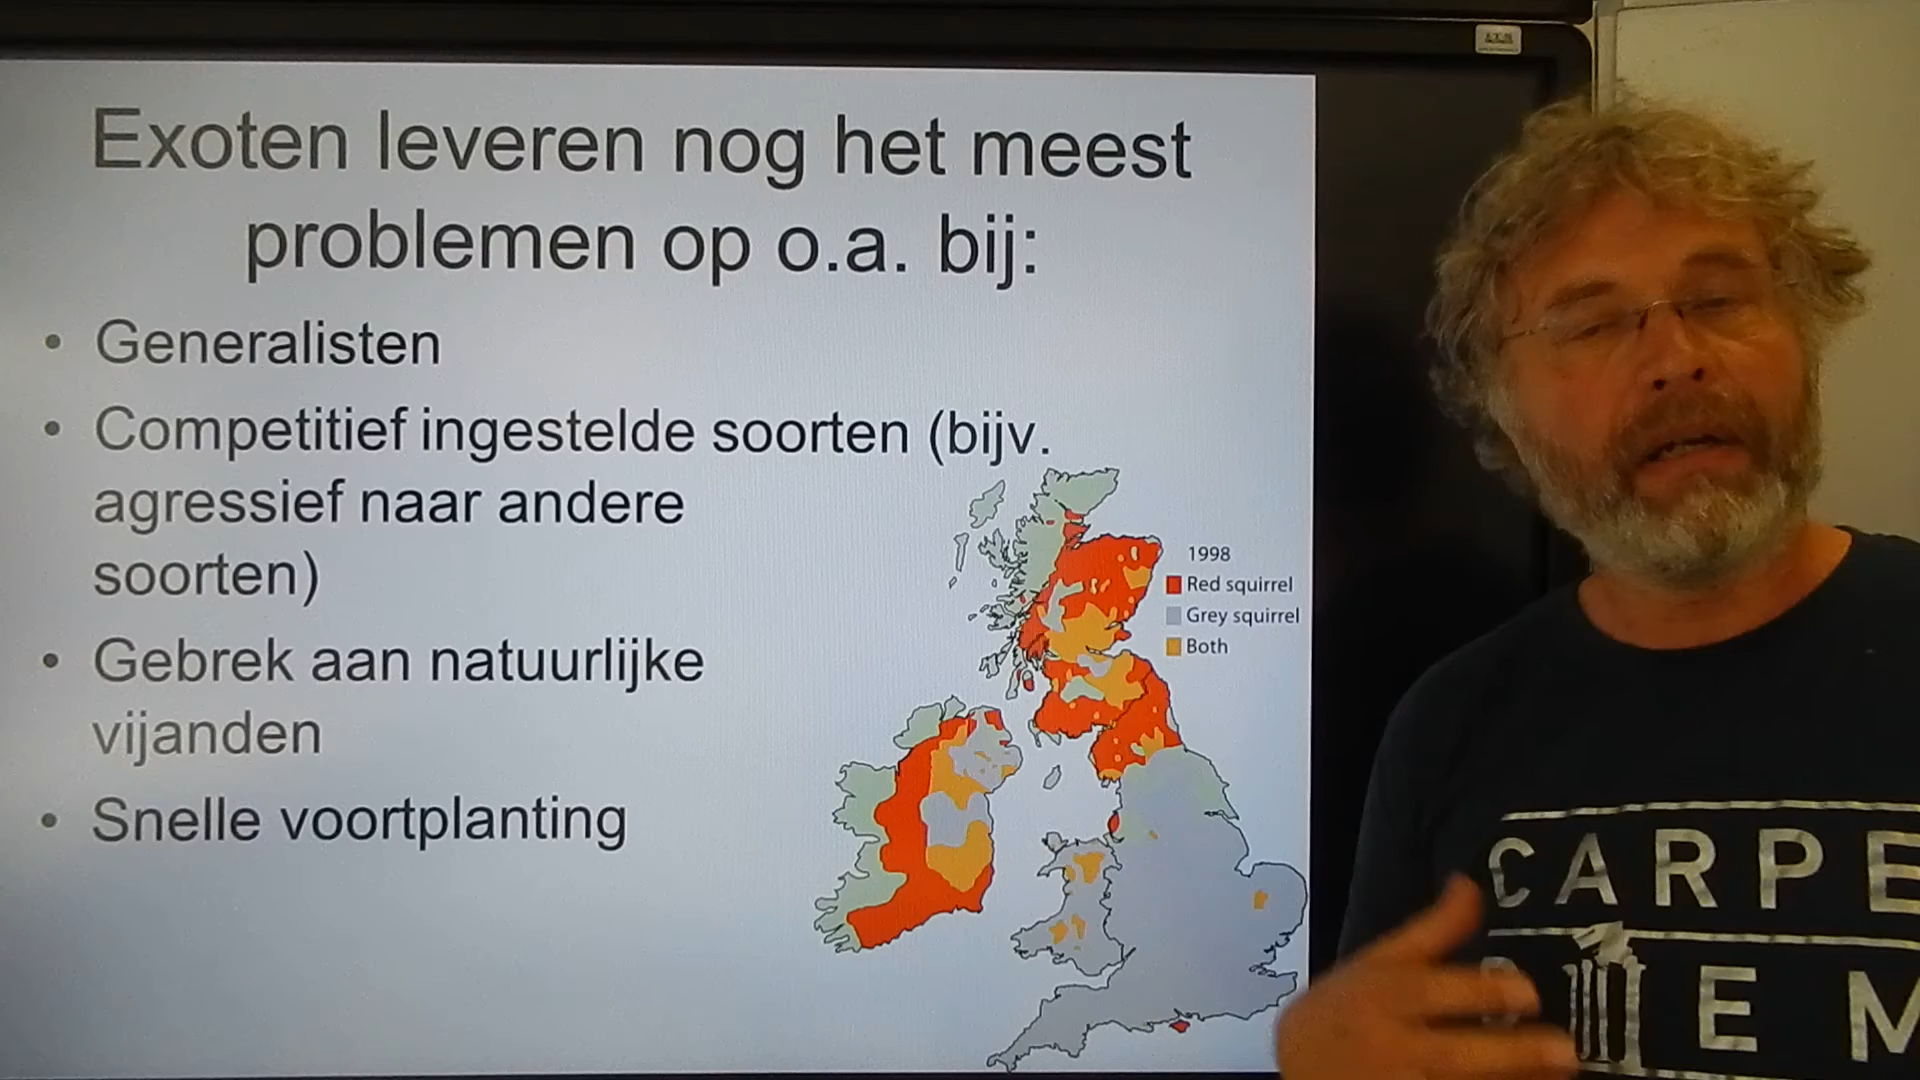 Exoten leveren nog het meest
problemen op o.a. bij:
• Generalisten
• Competitief ingestelde soorten (bijv.
agressief naar andere
soorten)
• Gebrek aan natuurlijke
vijanden
• Snelle voortplanting
1998
Red squirrel
Grey squirrel
Both
CARPE
DIEM